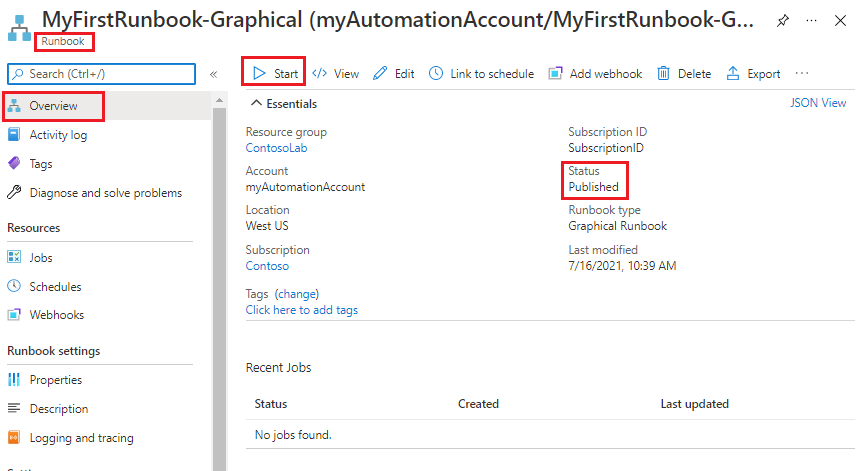 MyFirstRunbook-Graphical (myAutomationAccount/MyFirstRunbook-G...
Runbook
Search (Ctrl+/)
Overview
Activity log
Tags
Diagnose and solve problems
Resources
Jobs
Schedules
Webhooks
Runbook settings
Properties
Description
Logging and tracing
Start View Edit Link to schedule Add webhook Delete Export ...
Essentials JSON View
Resource group
ContosoLab
Account
myAutomationAccount
Location
West US
Subscription
Contoso
Subscription ID
SubscriptionID
Status
Published
Runbook type
Graphical Runbook
Last modified
7/16/2021, 10:39 AM
Tags (change)
Click here to add tags
Recent Jobs
Status Created Last updated
No jobs found.